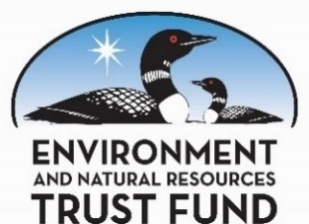 ENVIRONMENT
AND NATURAL RESOURCES
TRUST FUND